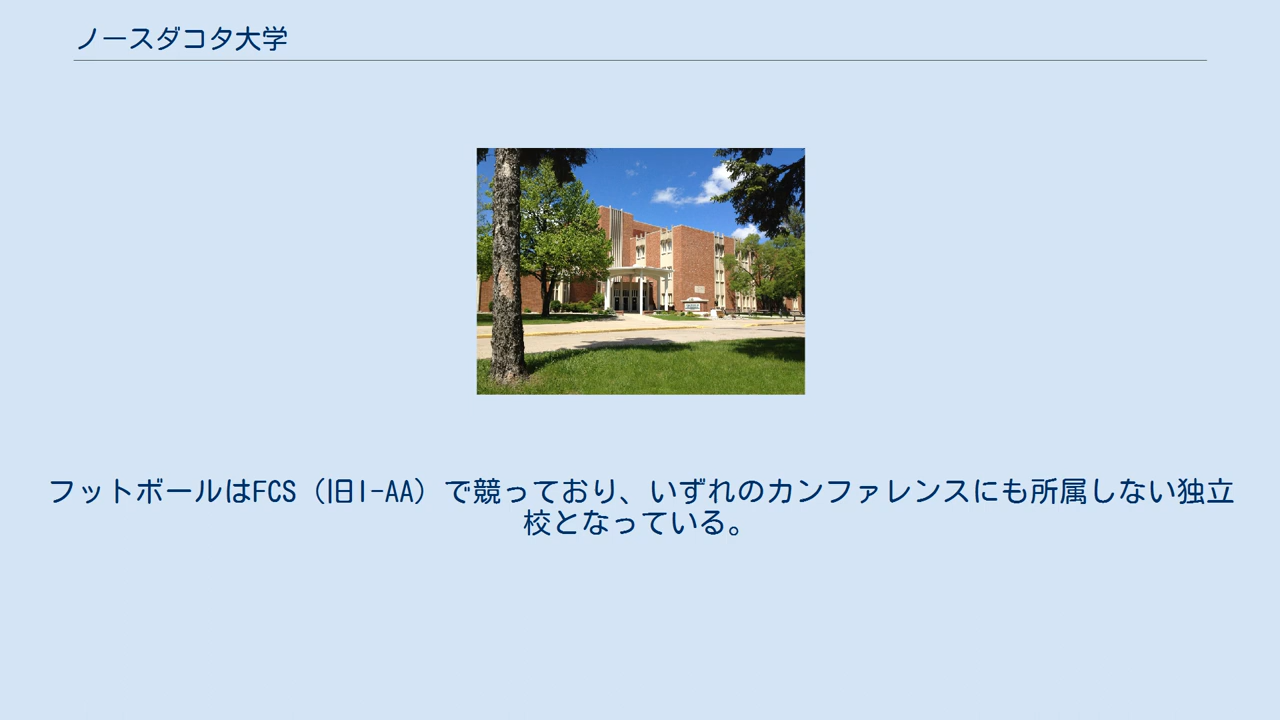 ノースダコタ大学
フットボールはFCS（旧I-AA）で競っており、いずれのカンファレンスにも所属しない独立
校となっている。